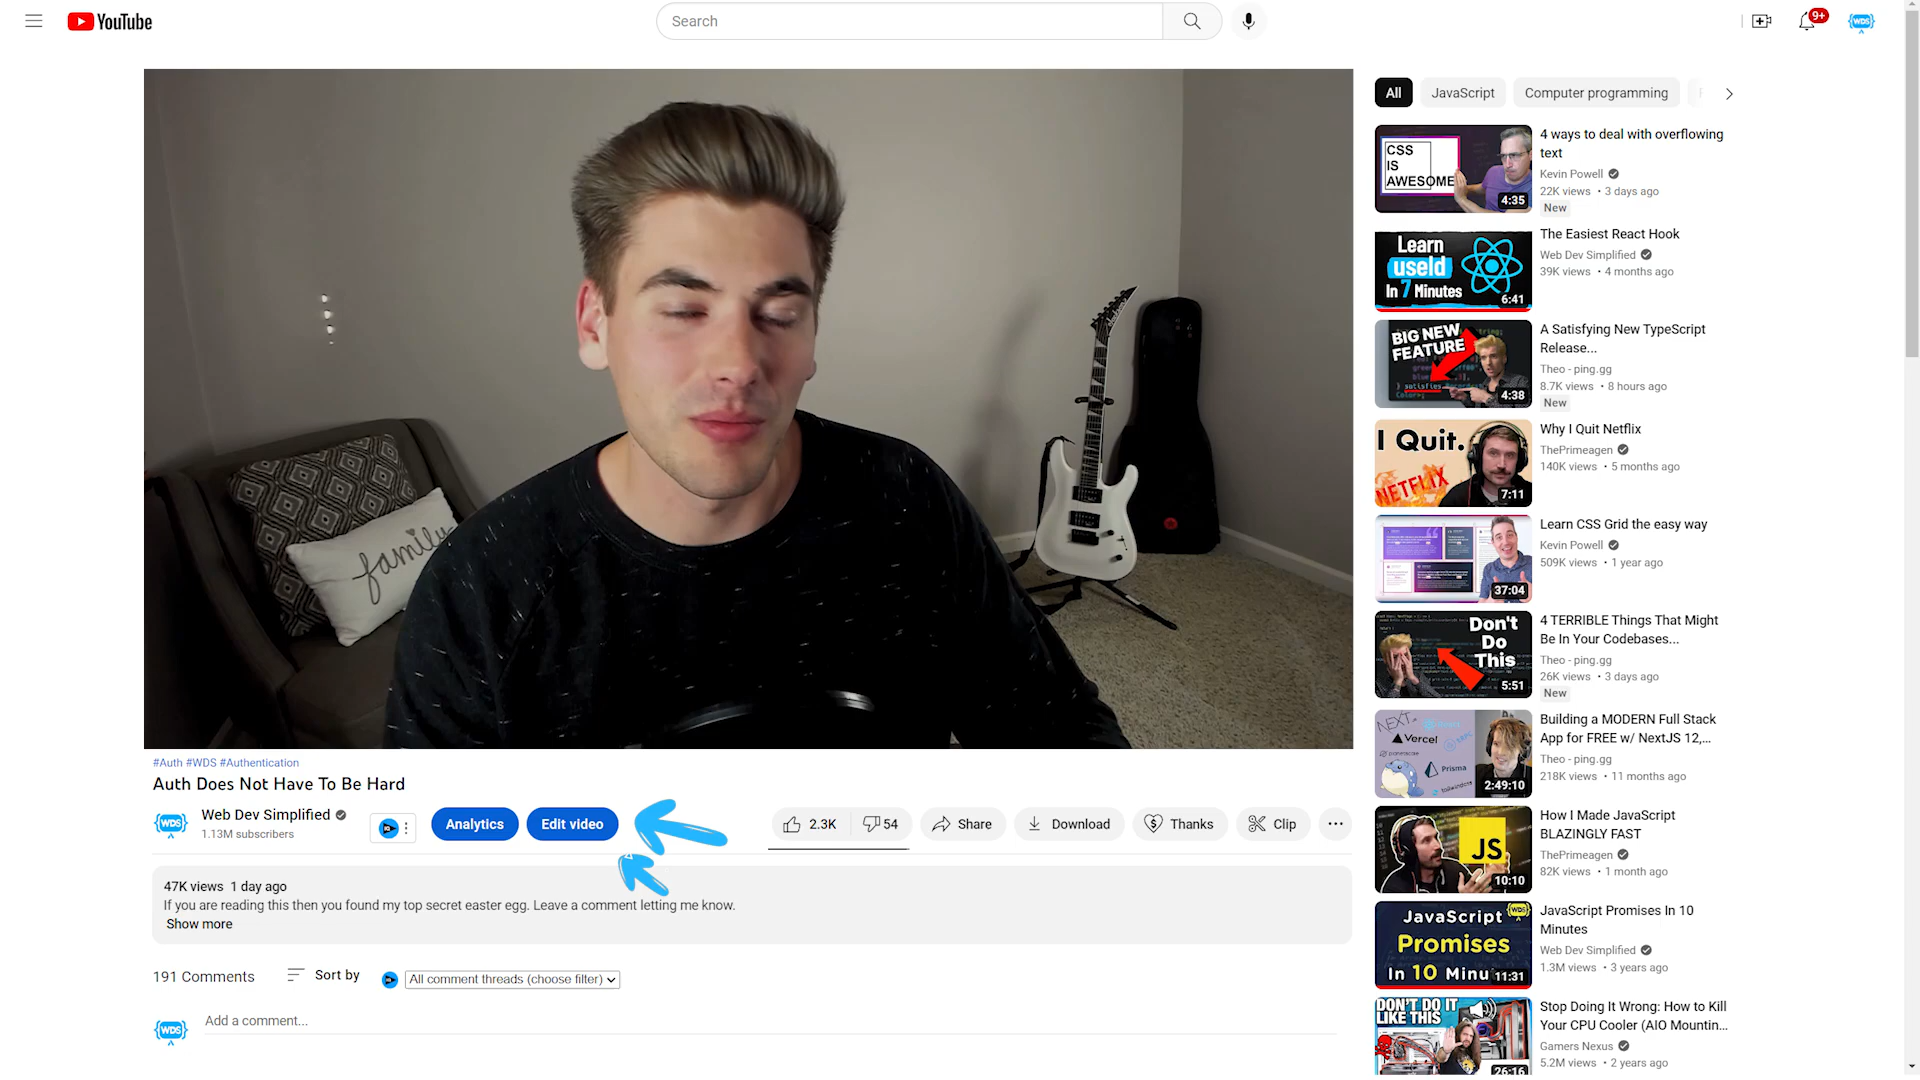 YouTube
Search
9+
WDS
All
JavaScript
Computer programming
family
CSS
IS
AWESOME
4:35
4 ways to deal with overflowing
text
Kevin Powell
22K views • 3 days ago
New
Learn
useId
In 7 Minutes
6:41
The Easiest React Hook
Web Dev Simplified
39K views • 4 months ago
BIG NEW
FEATURE
satisfies
4:38
A Satisfying New TypeScript
Release...
Theo - ping.gg
8.7K views • 8 hours ago
New
I Quit.
NETFLIX
7:11
Why I Quit Netflix
ThePrimeagen
140K views • 5 months ago
37:04
Learn CSS Grid the easy way
Kevin Powell
509K views • 1 year ago
Don't
Do
This
5:51
4 TERRIBLE Things That Might
Be In Your Codebases...
Theo - ping.gg
26K views • 3 days ago
New
NEXT
Vercel
Prisma
tailwindcss
2:49:10
Building a MODERN Full Stack
App for FREE w/ NextJS 12,...
Theo - ping.gg
218K views • 11 months ago
JS
10:10
How I Made JavaScript
BLAZINGLY FAST
ThePrimeagen
82K views • 1 month ago
JavaScript
WDS
Promises
In 10 Minu
11:31
JavaScript Promises In 10
Minutes
Web Dev Simplified
1.3M views • 3 years ago
DON'T DO IT
LIKE THIS
26:16
Stop Doing It Wrong: How to Kill
Your CPU Cooler (AIO Mountin...
Gamers Nexus
5.2M views • 2 years ago
#Auth #WDS #Authentication
Auth Does Not Have To Be Hard
WDS
Web Dev Simplified
1.13M subscribers
Analytics
Edit video
2.3K
54
Share
Download
Thanks
Clip
47K views 1 day ago
If you are reading this then you found my top secret easter egg. Leave a comment letting me know.
Show more
191 Comments
Sort by
All comment threads (choose filter)
WDS
Add a comment...